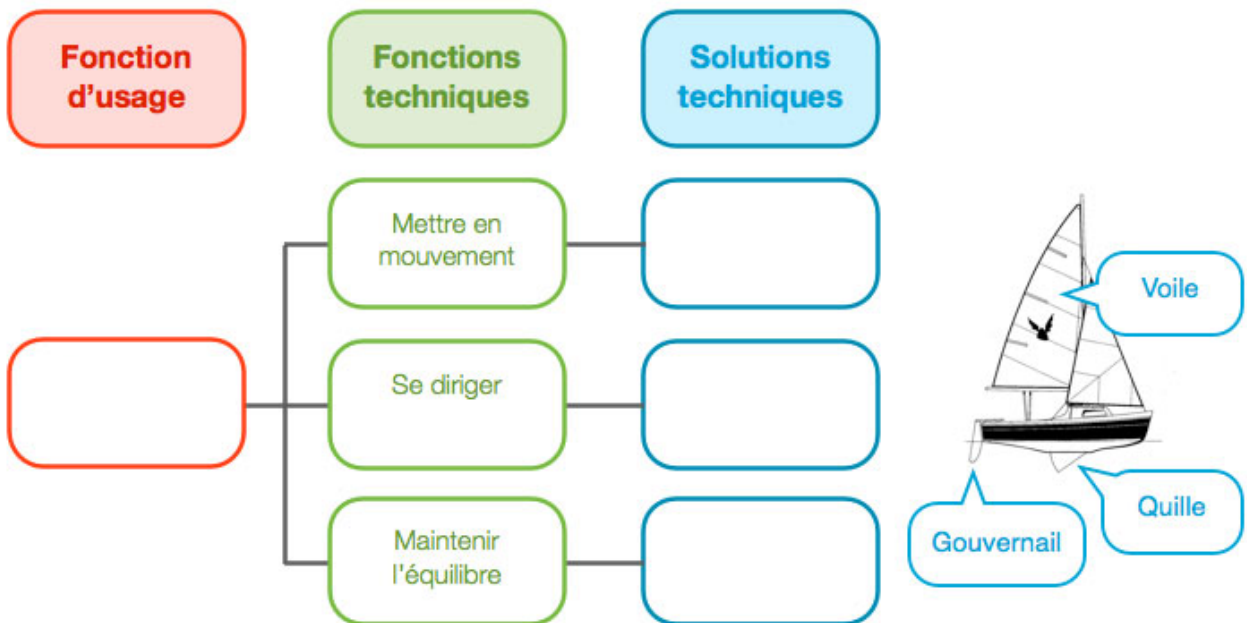 Fonction
d'usage
Fonctions
techniques
Solutions
techniques
Mettre en
mouvement
Se diriger
Maintenir
l'équilibre
Voile
Quille
Gouvernail